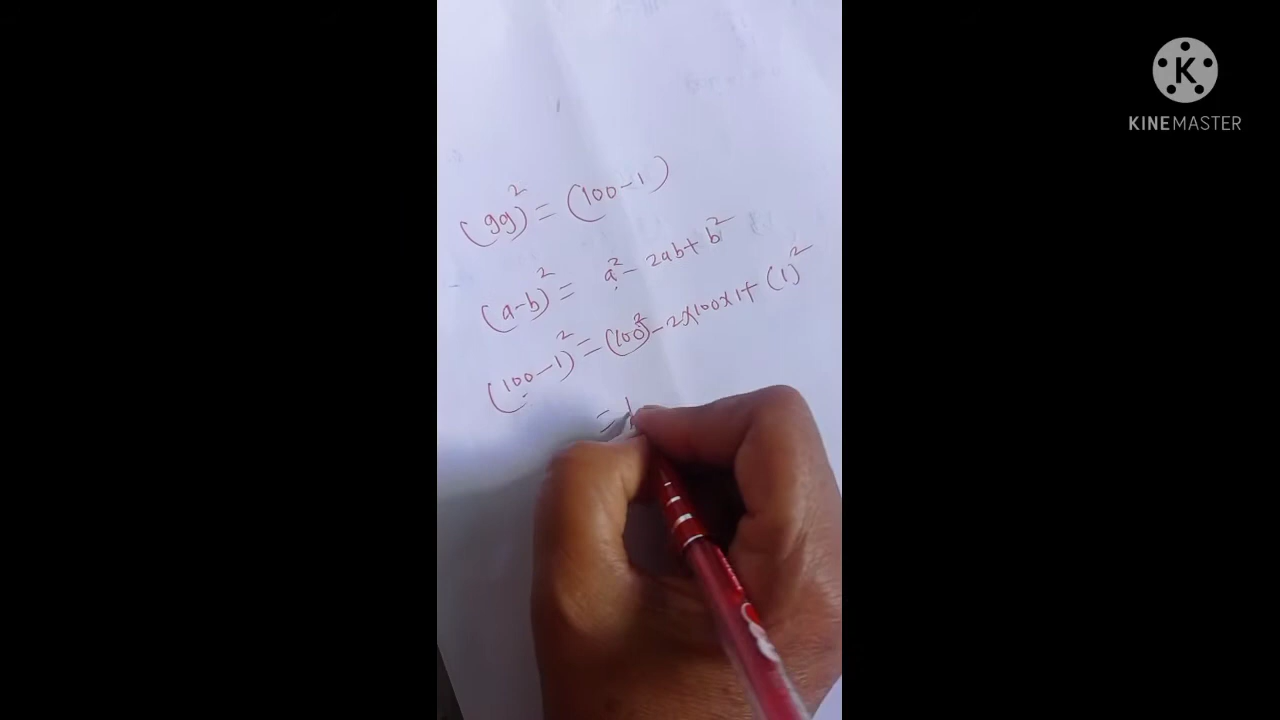 K
KINEMASTER
(99)² = (100-1)
(a-b)² = a² - 2ab + b²
(100-1)² = (100)² - 2×100×1 + (1)²
= 1